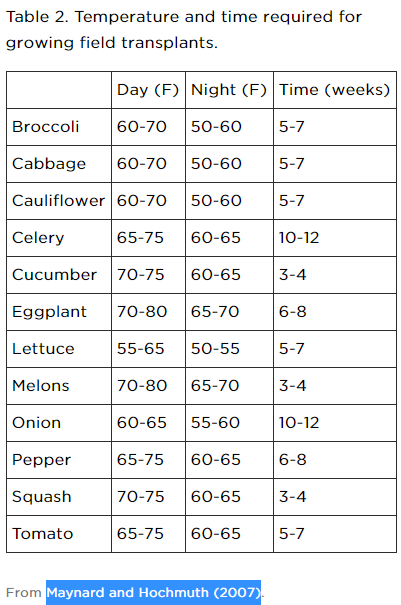 Table 2. Temperature and time required for
growing field transplants.
Day (F) Night (F) Time (weeks)
Broccoli 60-70 50-60 5-7
Cabbage 60-70 50-60 5-7
Cauliflower 60-70 50-60 5-7
Celery 65-75 60-65 10-12
Cucumber 70-75 60-65 3-4
Eggplant 70-80 65-70 6-8
Lettuce 55-65 50-55 5-7
Melons 70-80 65-70 3-4
Onion 60-65 55-60 10-12
Pepper 65-75 60-65 6-8
Squash 70-75 60-65 3-4
Tomato 65-75 60-65 5-7
From Maynard and Hochmuth (2007).